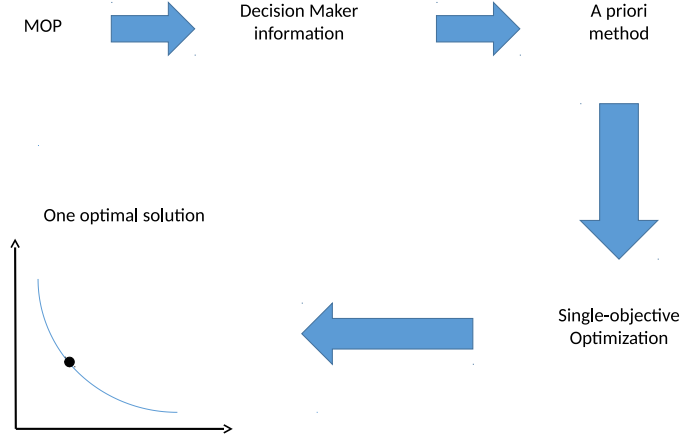 MOP
Decision Maker
information
A priori
method
One optimal solution
Single-objective
Optimization